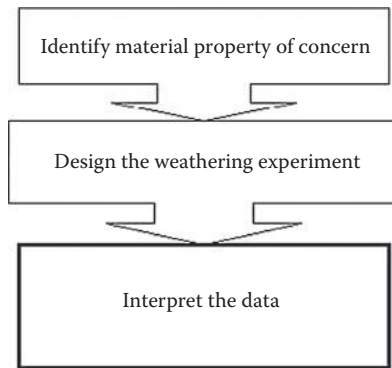 Identify material property of concern
Design the weathering experiment
Interpret the data